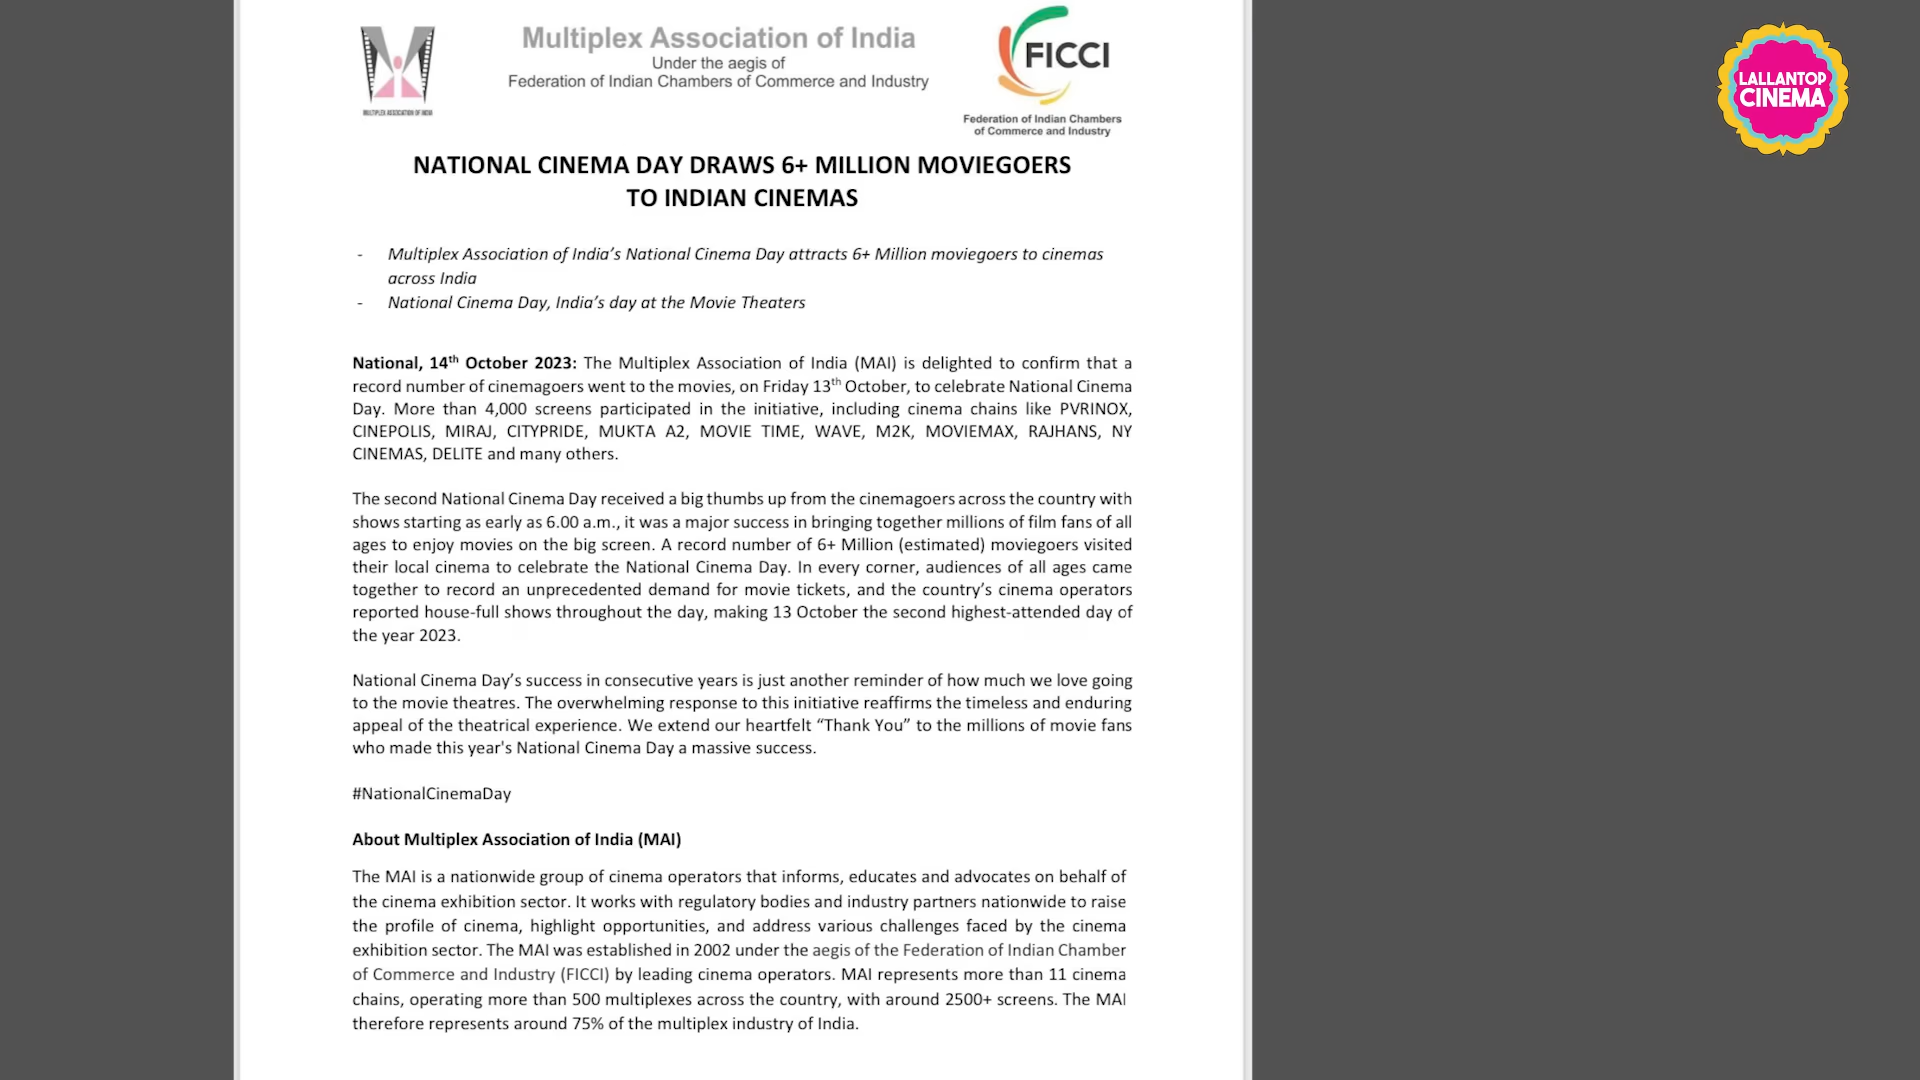 Multiplex Association of India
Under the aegis of
Federation of Indian Chambers of Commerce and Industry
MULTIPLEX ASSOCIATION OF INDIA
FICCI
Federation of Indian Chambers
of Commerce and Industry
LALLANTOP
CINEMA
NATIONAL CINEMA DAY DRAWS 6+ MILLION MOVIEGOERS
TO INDIAN CINEMAS
- Multiplex Association of India’s National Cinema Day attracts 6+ Million moviegoers to cinemas
across India
- National Cinema Day, India’s day at the Movie Theaters
National, 14th October 2023: The Multiplex Association of India (MAI) is delighted to confirm that a
record number of cinemagoers went to the movies, on Friday 13th October, to celebrate National Cinema
Day. More than 4,000 screens participated in the initiative, including cinema chains like PVRINOX,
CINEPOLIS, MIRAJ, CITYPRIDE, MUKTA A2, MOVIE TIME, WAVE, M2K, MOVIEMAX, RAJHANS, NY
CINEMAS, DELITE and many others.
The second National Cinema Day received a big thumbs up from the cinemagoers across the country with
shows starting as early as 6.00 a.m., it was a major success in bringing together millions of film fans of all
ages to enjoy movies on the big screen. A record number of 6+ Million (estimated) moviegoers visited
their local cinema to celebrate the National Cinema Day. In every corner, audiences of all ages came
together to record an unprecedented demand for movie tickets, and the country’s cinema operators
reported house-full shows throughout the day, making 13 October the second highest-attended day of
the year 2023.
National Cinema Day’s success in consecutive years is just another reminder of how much we love going
to the movie theatres. The overwhelming response to this initiative reaffirms the timeless and enduring
appeal of the theatrical experience. We extend our heartfelt “Thank You” to the millions of movie fans
who made this year's National Cinema Day a massive success.
#NationalCinemaDay
About Multiplex Association of India (MAI)
The MAI is a nationwide group of cinema operators that informs, educates and advocates on behalf of
the cinema exhibition sector. It works with regulatory bodies and industry partners nationwide to raise
the profile of cinema, highlight opportunities, and address various challenges faced by the cinema
exhibition sector. The MAI was established in 2002 under the aegis of the Federation of Indian Chamber
of Commerce and Industry (FICCI) by leading cinema operators. MAI represents more than 11 cinema
chains, operating more than 500 multiplexes across the country, with around 2500+ screens. The MAI
therefore represents around 75% of the multiplex industry of India.